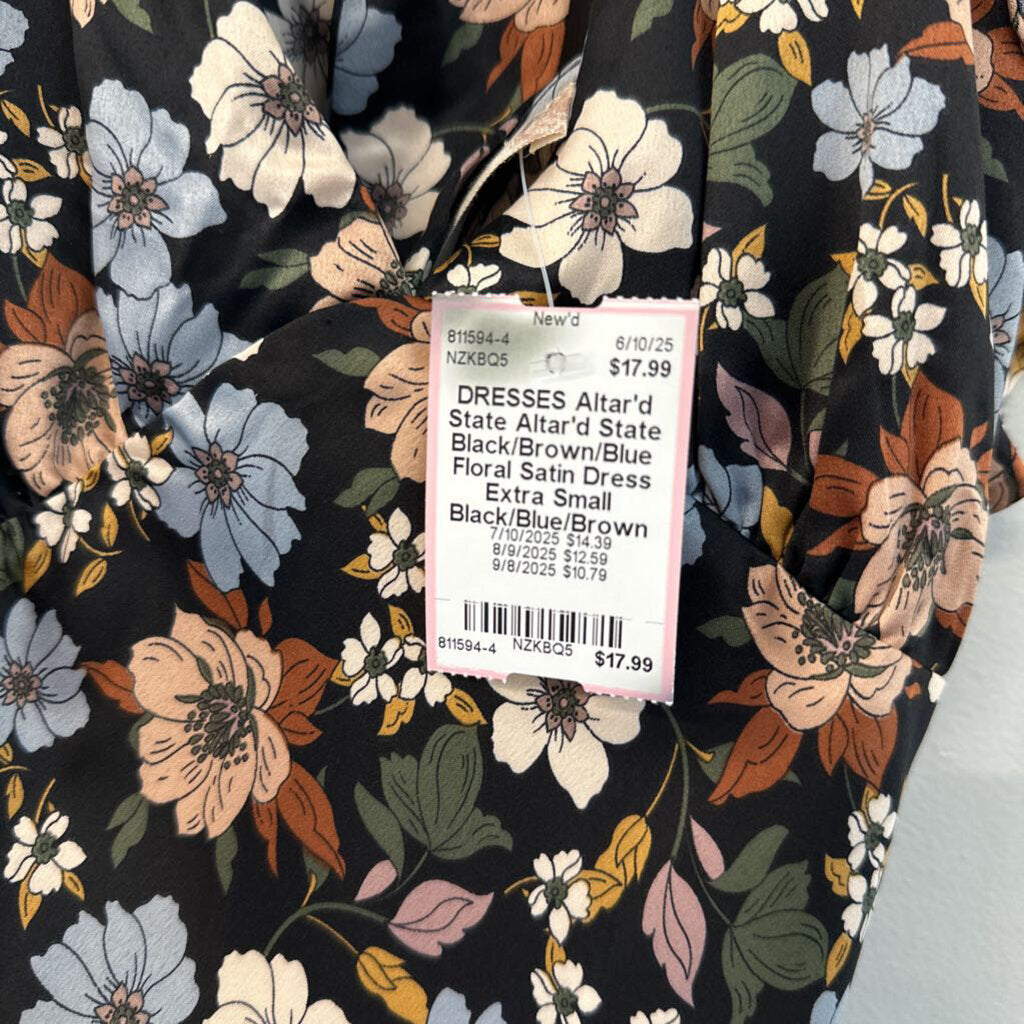 New'd
811594-4 6/10/25
NZKBQ5 $17.99
DRESSES Altar'd
State Altar'd State
Black/Brown/Blue
Floral Satin Dress
Extra Small
Black/Blue/Brown
7/10/2025 $14.39
8/9/2025 $12.59
9/8/2025 $10.79
811594-4 NZKBQ5 $17.99